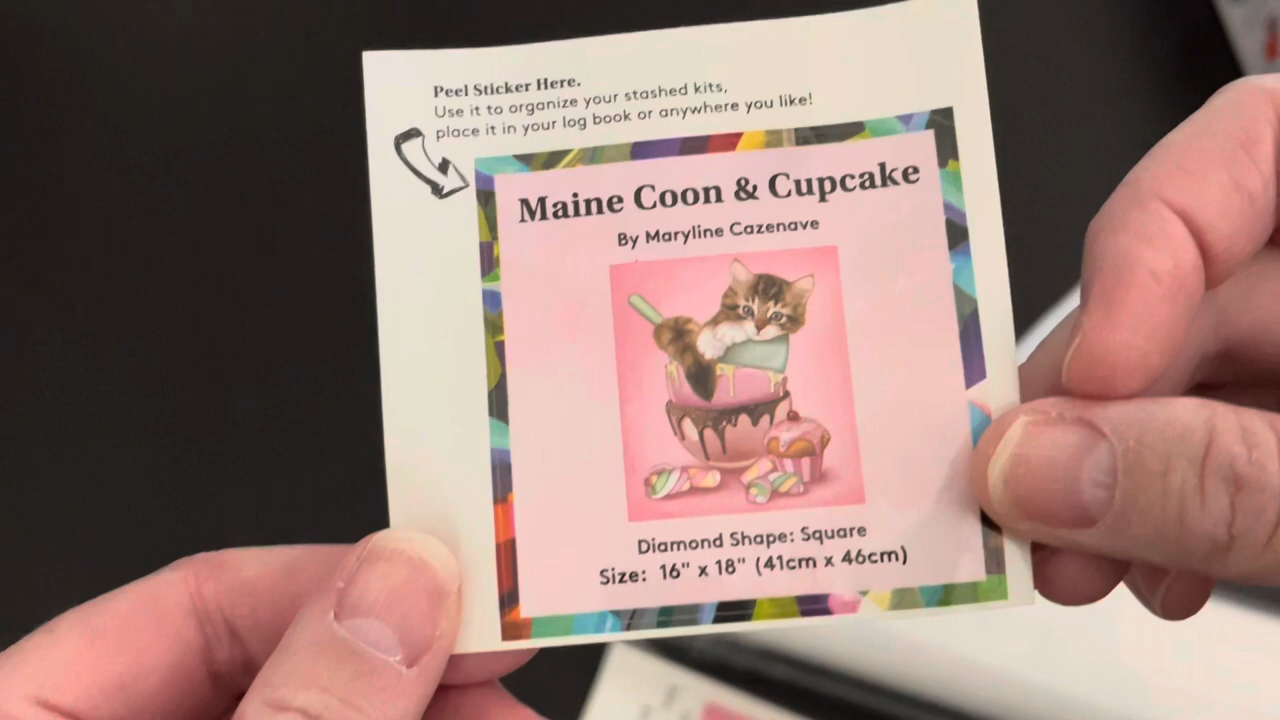 Peel Sticker Here.
Use it to organize your stashed kits,
place it in your log book or anywhere you like!
Maine Coon & Cupcake
By Maryline Cazenave
Diamond Shape: Square
Size: 16" x 18" (41cm x 46cm)